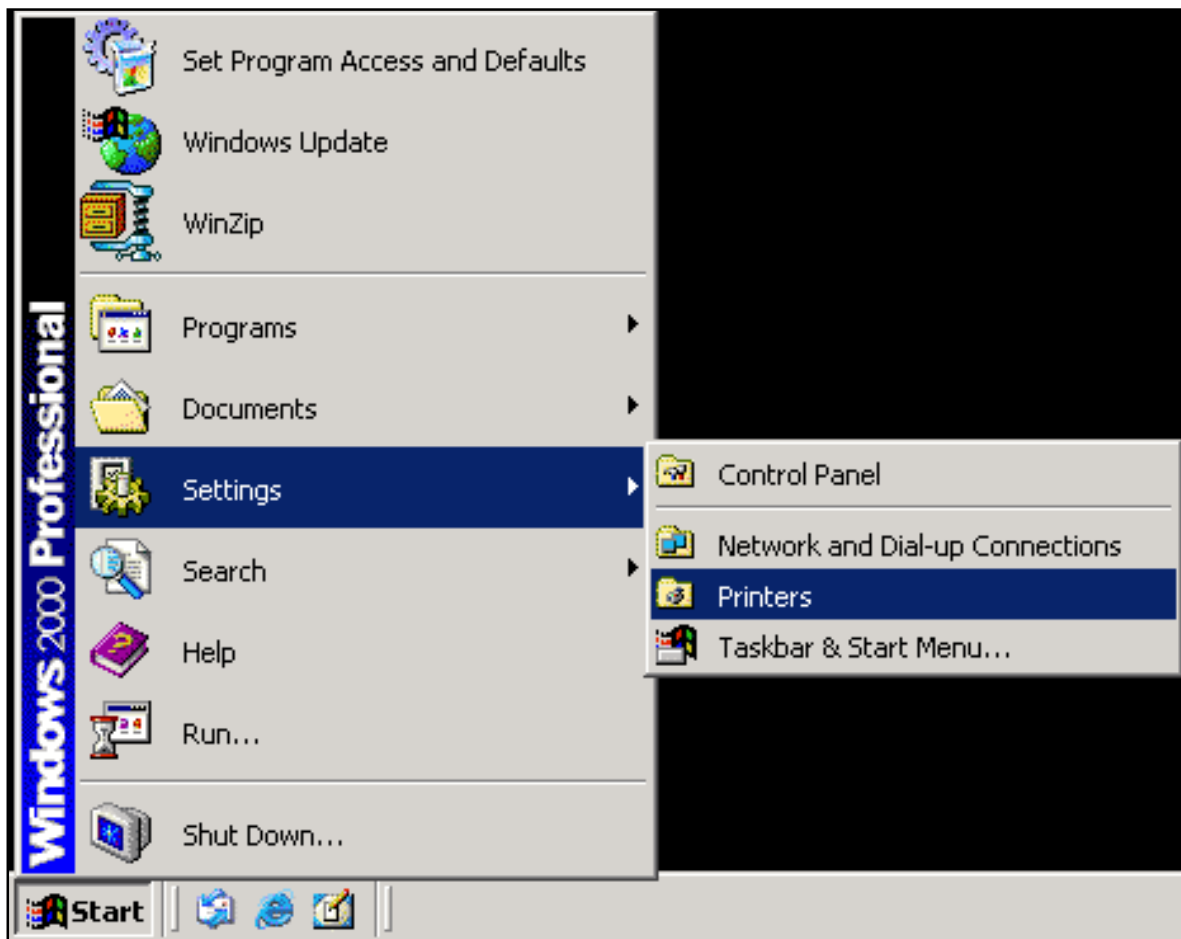 Set Program Access and Defaults
Windows Update
WinZip
Programs
Documents
Settings
Search
Help
Run...
Shut Down...
Control Panel
Network and Dial-up Connections
Printers
Taskbar & Start Menu...
Windows 2000 Professional
Start